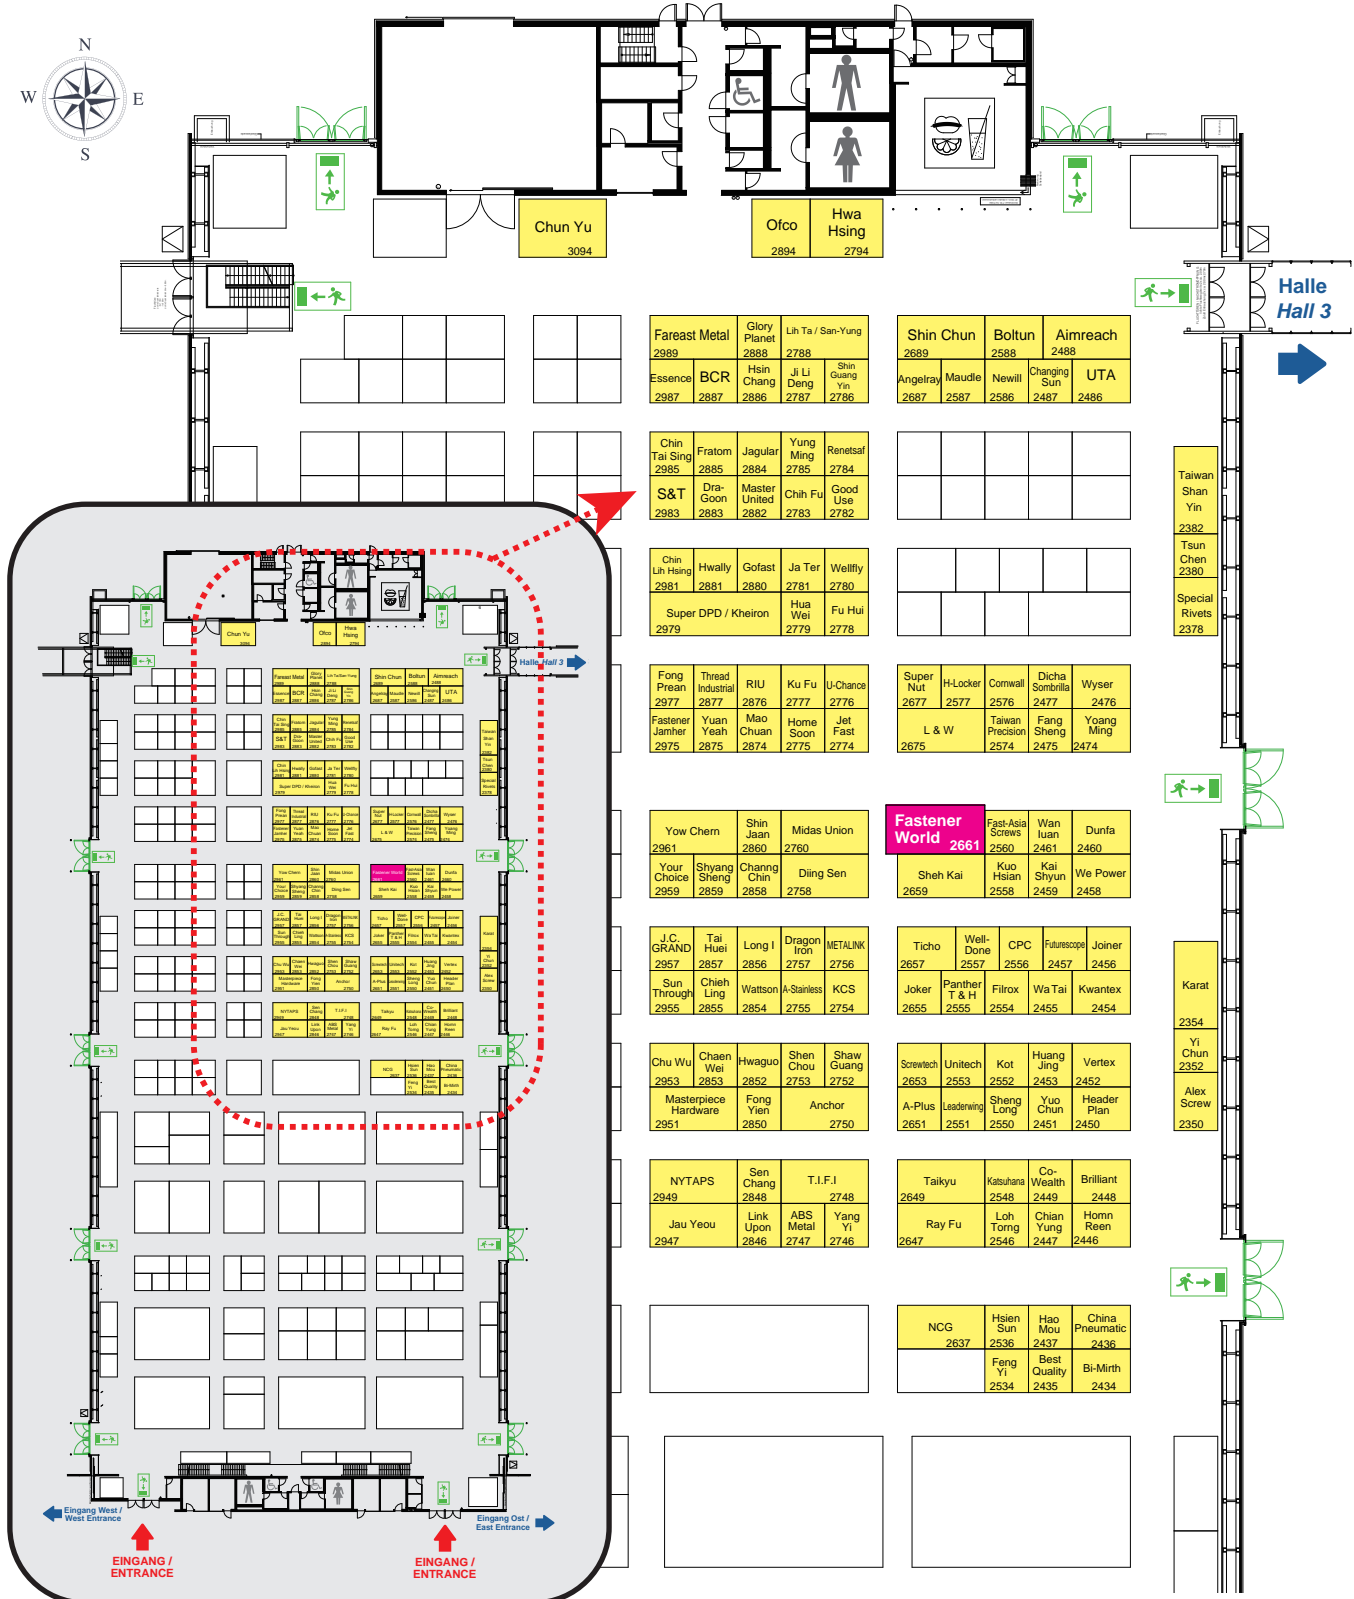 N
W
E
S
Chun Yu
3094
Ofco
2894
Hwa
Hsing
2794
Halle
Hall 3
Fareast Metal
2989
Glory
Planet
2888
Lih Ta / San-Yung
2788
Shin Chun
2689
Boltun
2588
Aimreach
2488
Essence
2987
BCR
2887
Hsin
Chang
2886
Ji Li
Deng
2787
Shin
Guang
Yin
2786
Angelray
2687
Maudle
2587
Newill
2586
Changing
Sun
2487
UTA
2486
Chin
Tai Sing
2985
Fratom
2885
Jagular
2884
Yung
Ming
2785
Renetsaf
2784
S&T
2983
Dra-
Goon
2883
Master
United
2882
Chih Fu
2783
Good
Use
2782
Taiwan
Shan
Yin
2382
Tsun
Chen
2380
Special
Rivets
2378
Chin
Lih Hsing
2981
Hwally
2881
Gofast
2880
Ja Ter
2781
Wellfly
2780
Super DPD / Kheiron
2979
Hua
Wei
2779
Fu Hui
2778
Fong
Prean
2977
Thread
Industrial
2877
RIU
2876
Ku Fu
2777
U-Chance
2776
Super
Nut
2677
H-Locker
2577
Cornwall
2576
Dicha
Sombrilla
2477
Wyser
2476
Fastener
Jamher
2975
Yuan
Yeah
2875
Mao
Chuan
2874
Home
Soon
2775
Jet
Fast
2774
L & W
2675
Taiwan
Precision
2574
Fang
Sheng
2475
Yoang
Ming
2474
Yow Chern
2961
Shin
Jaan
2860
Midas Union
2760
Fastener
World 2661
Fast-Asia
Screws
2560
Wan
Iuan
2461
Dunfa
2460
Your
Choice
2959
Shyang
Sheng
2859
Channg
Chin
2858
Diing Sen
2758
Sheh Kai
2659
Kuo
Hsian
2558
Kai
Shyun
2459
We Power
2458
J.C.
GRAND
2957
Tai
Huei
2857
Long I
2856
Dragon
Iron
2757
METALINK
2756
Ticho
2657
Well-
Done
2557
CPC
2556
Futurescope
2457
Joiner
2456
Sun
Through
2955
Chieh
Ling
2855
Wattson
2854
A-Stainless
2755
KCS
2754
Joker
2655
Panther
T & H
2555
Filrox
2554
Wa Tai
2455
Kwantex
2454
Karat
2354
Yi
Chun
2352
Alex
Screw
2350
Chu Wu
2953
Chaen
Wei
2853
Hwaguo
2852
Shen
Chou
2753
Shaw
Guang
2752
Screwtech
2653
Unitech
2553
Kot
2552
Huang
Jing
2453
Vertex
2452
Masterpiece
Hardware
2951
Fong
Yien
2850
Anchor
2750
A-Plus
2651
Leaderwing
2551
Sheng
Long
2550
Yuo
Chun
2451
Header
Plan
2450
NYTAPS
2949
Sen
Chang
2848
T.I.F.I
2748
Taikyu
2649
Katsuhana
2548
Co-
Wealth
2449
Brilliant
2448
Jau Yeou
2947
Link
Upon
2846
ABS
Metal
2747
Yang
Yi
2746
Ray Fu
2647
Loh
Torng
2546
Chian
Yung
2447
Homn
Reen
2446
NCG
2637
Hsien
Sun
2536
Hao
Mou
2437
China
Pneumatic
2436
Feng
Yi
2534
Best
Quality
2435
Bi-Mirth
2434
Halle Hall 3
Eingang West /
West Entrance
Eingang Ost /
East Entrance
EINGANG /
ENTRANCE
EINGANG /
ENTRANCE